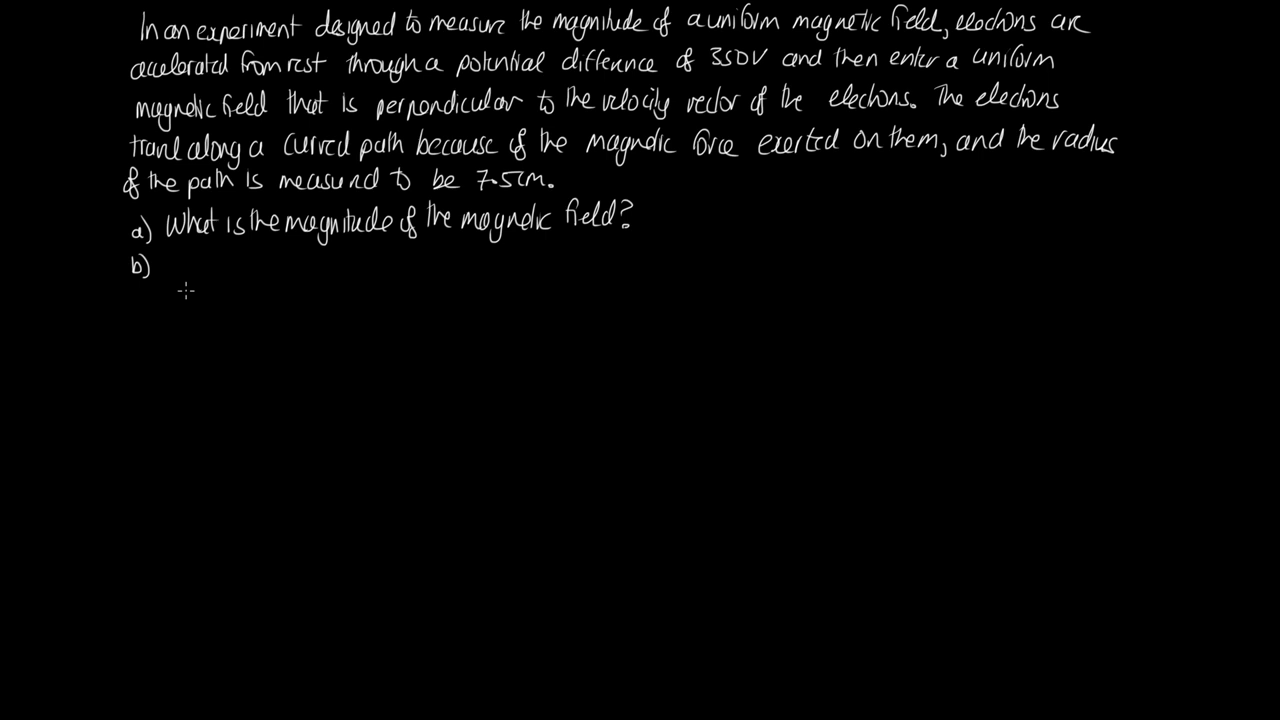 In an experiment designed to measure the magnitude of a uniform magnetic field, electrons are
accelerated from rest through a potential difference of 350V and then enter a uniform
magnetic field that is perpendicular to the velocity vector of the electrons. The electrons
travel along a curved path because of the magnetic force exerted on them, and the radius
of the path is measured to be 7.5cm.
a) What is the magnitude of the magnetic field?
b)